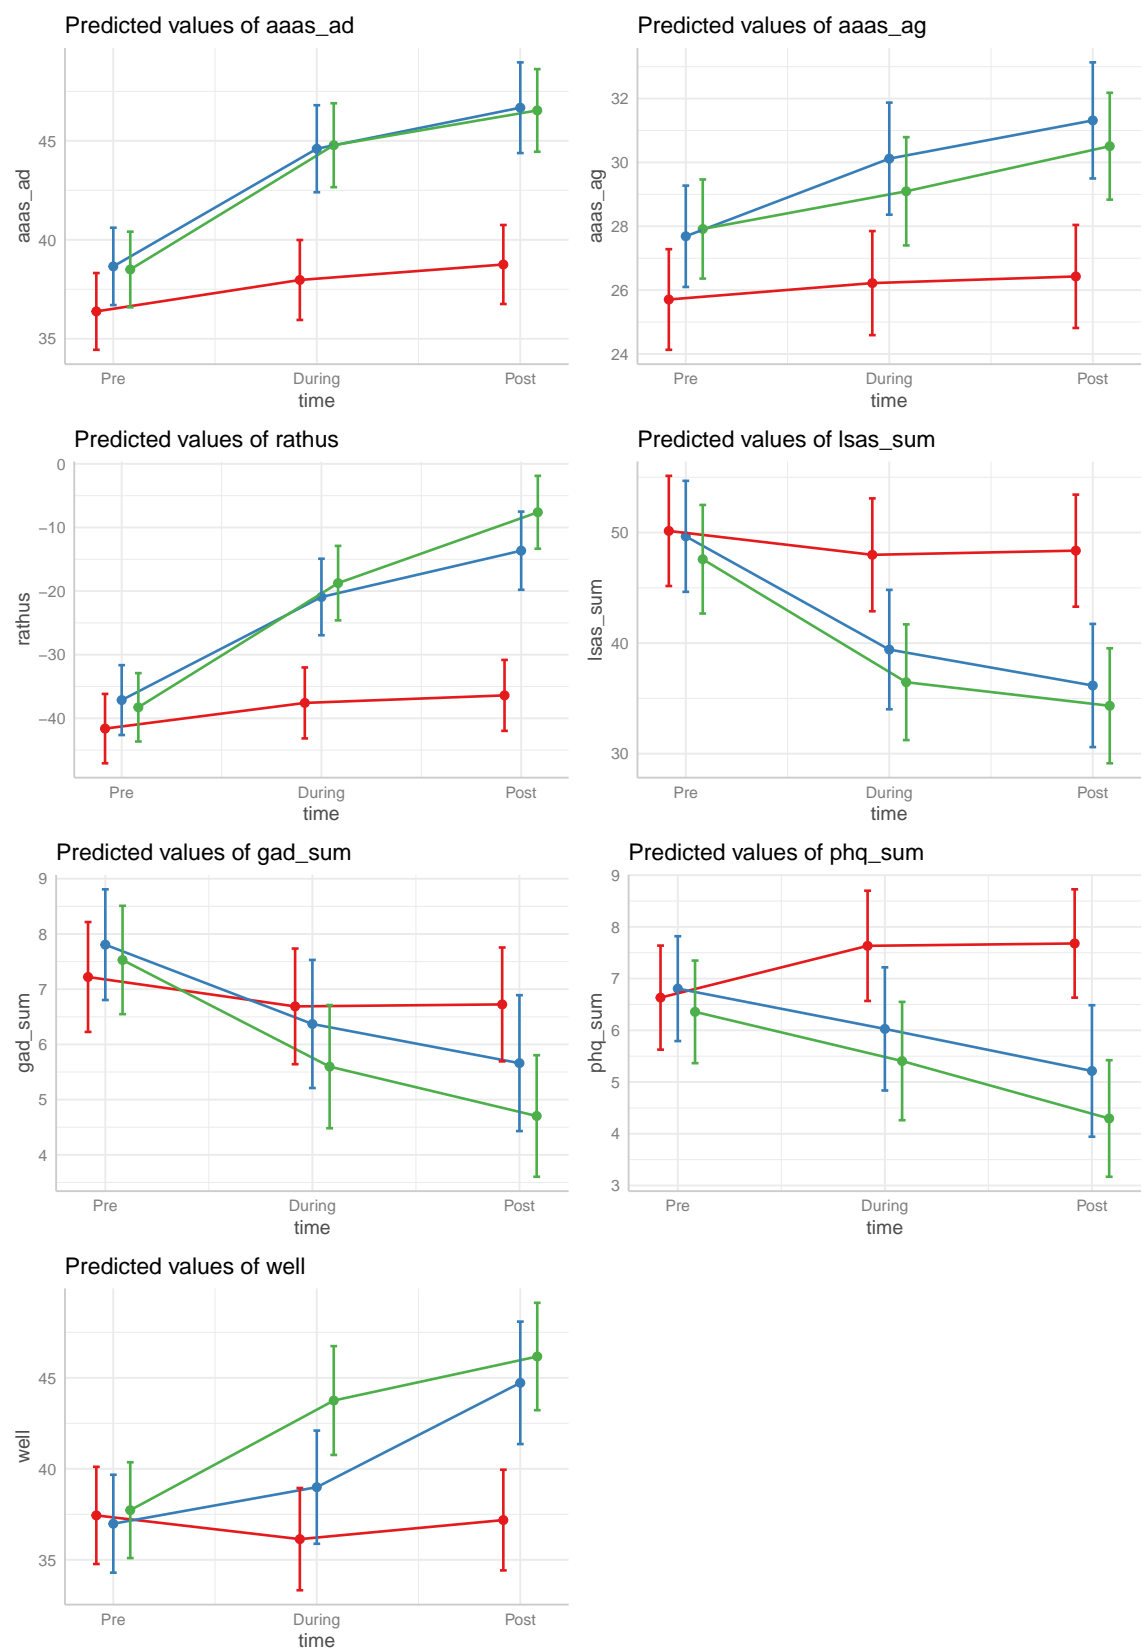 Predicted values of aaas_ad
45
40
35
aaas_ad
Pre During Post
time
Predicted values of aaas_ag
32
30
28
26
24
aaas_ag
Pre During Post
time
Predicted values of rathus
0
−10
−20
−30
−40
rathus
Pre During Post
time
Predicted values of lsas_sum
50
40
30
lsas_sum
Pre During Post
time
Predicted values of gad_sum
9
8
7
6
5
4
gad_sum
Pre During Post
time
Predicted values of phq_sum
9
8
7
6
5
4
3
phq_sum
Pre During Post
time
Predicted values of well
45
40
35
well
Pre During Post
time